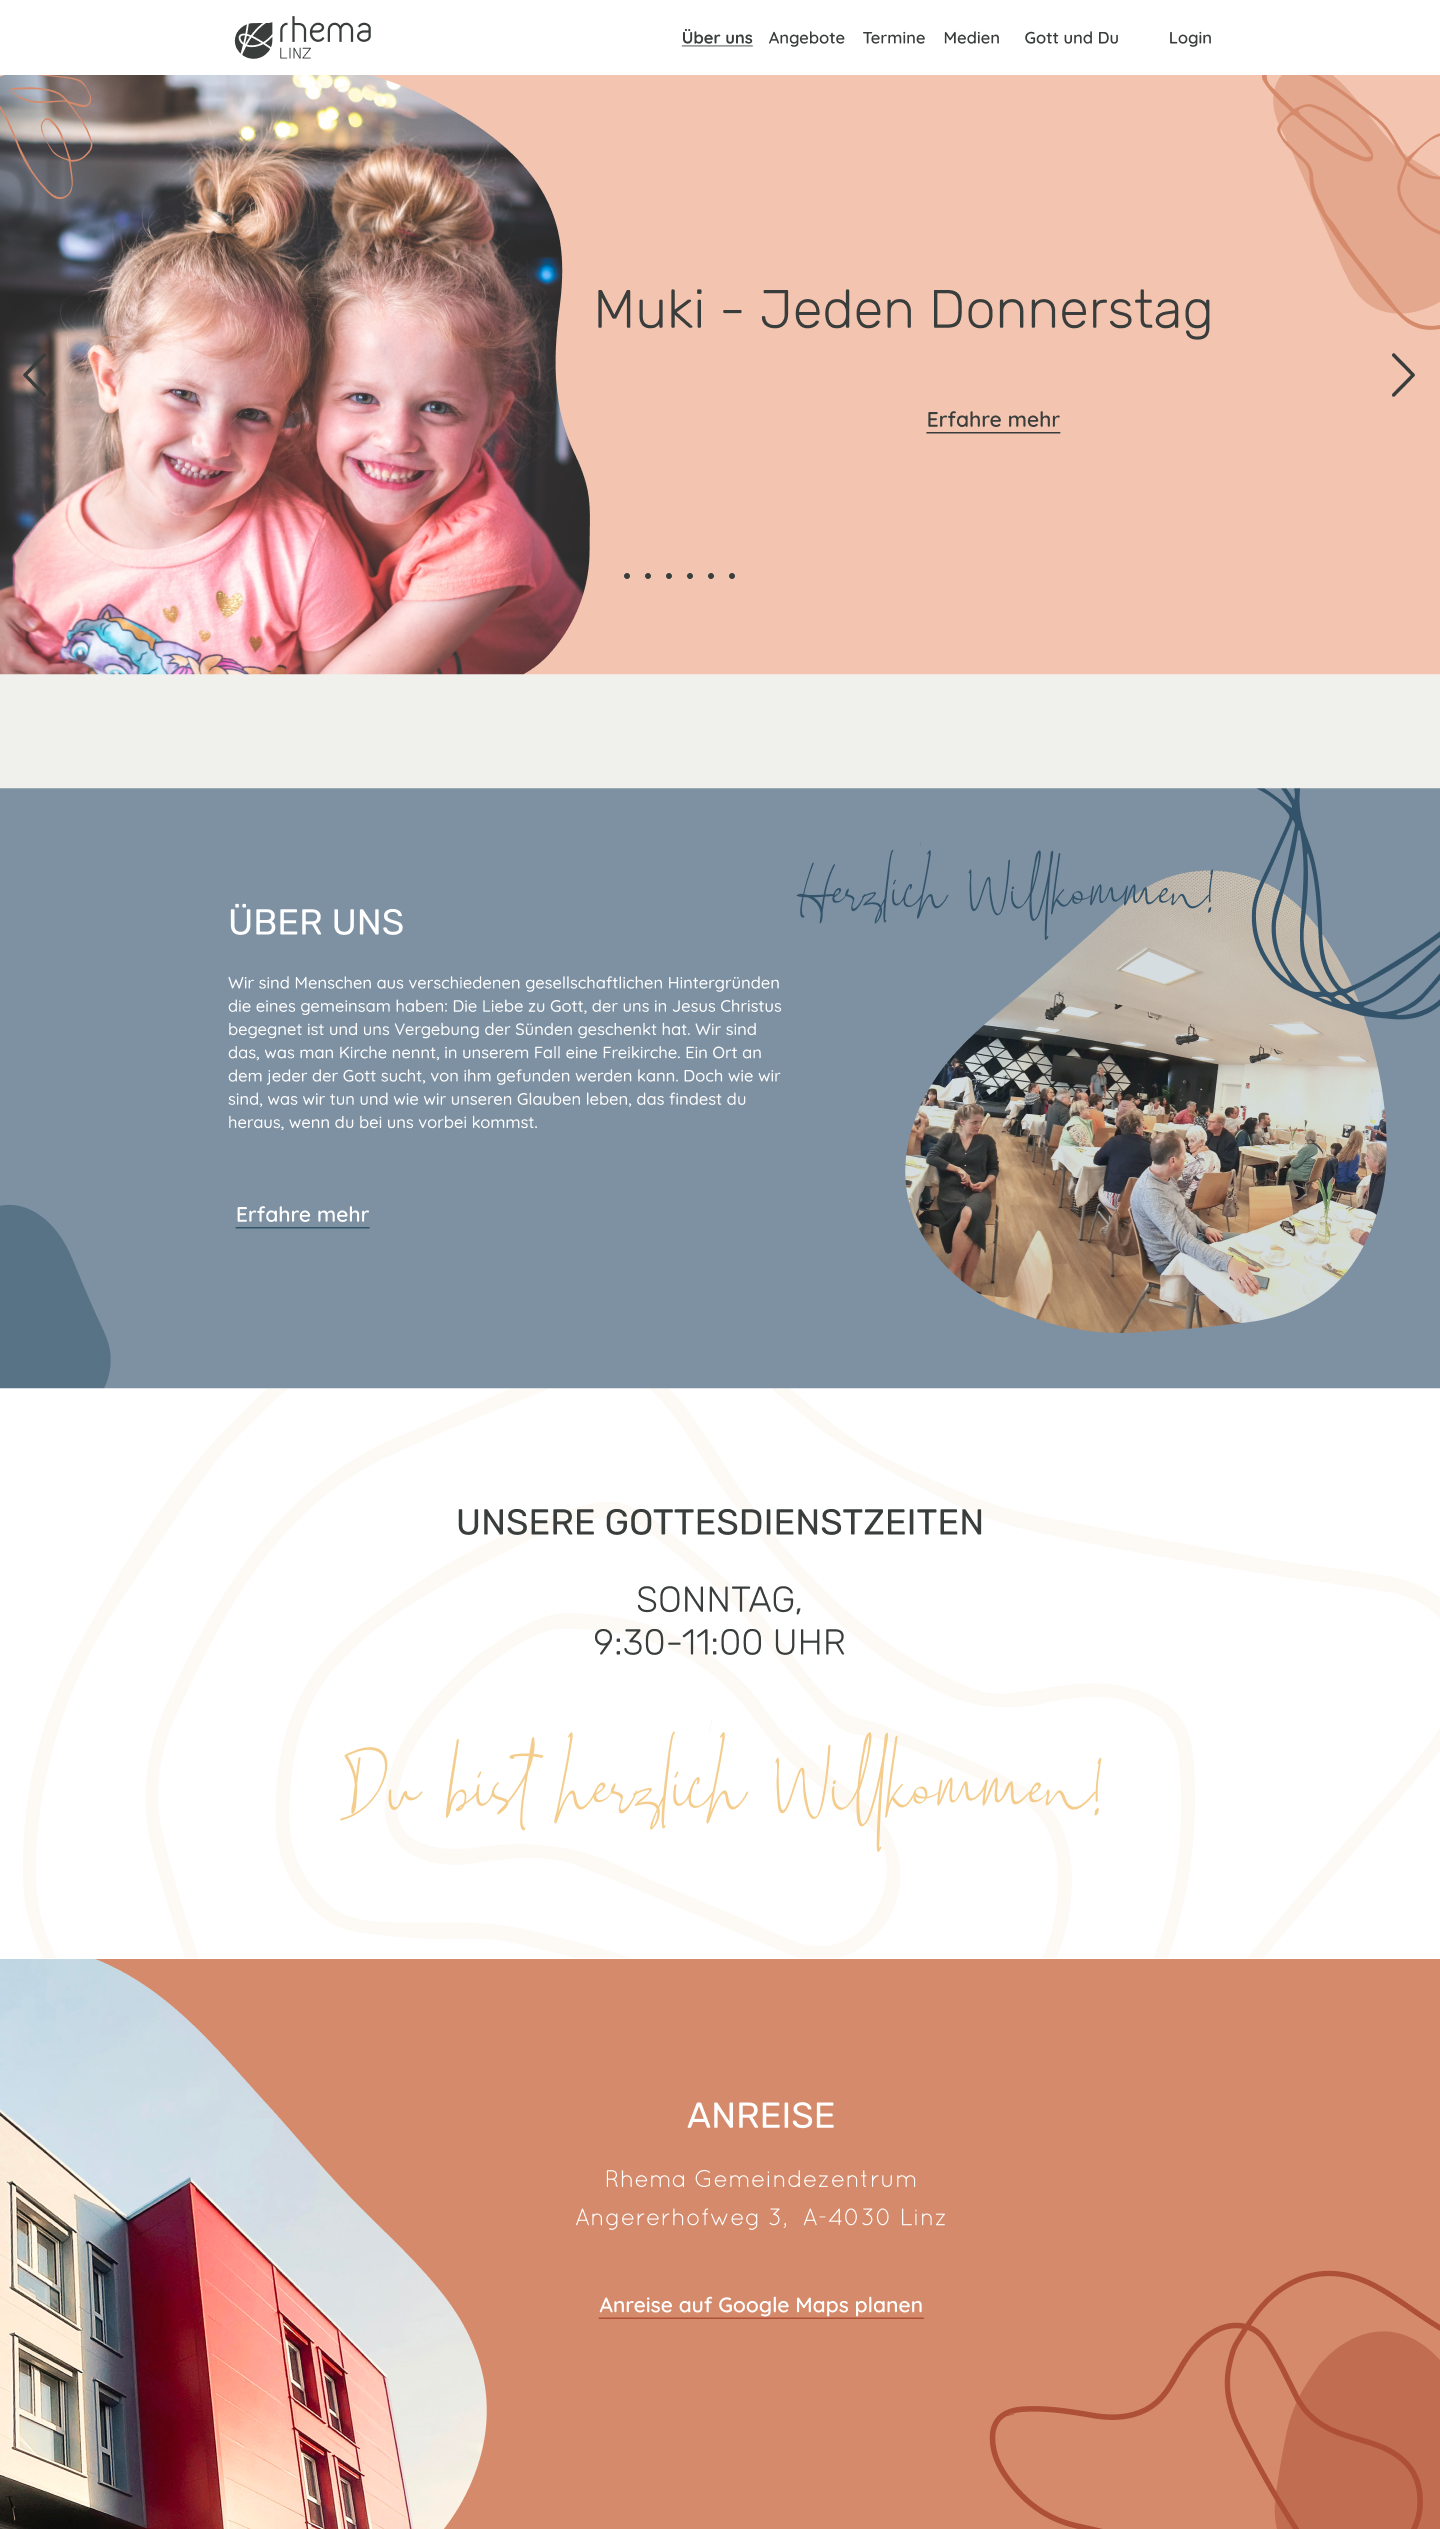 rhema
LINZ
Über uns Angebote Termine Medien Gott und Du Login
Muki - Jeden Donnerstag
Erfahre mehr
Herzlich Willkommen!
ÜBER UNS
Wir sind Menschen aus verschiedenen gesellschaftlichen Hintergründen
die eines gemeinsam haben: Die Liebe zu Gott, der uns in Jesus Christus
begegnet ist und uns Vergebung der Sünden geschenkt hat. Wir sind
das, was man Kirche nennt, in unserem Fall eine Freikirche. Ein Ort an
dem jeder der Gott sucht, von ihm gefunden werden kann. Doch wie wir
sind, was wir tun und wie wir unseren Glauben leben, das findest du
heraus, wenn du bei uns vorbei kommst.
Erfahre mehr
UNSERE GOTTESDIENSTZEITEN
SONNTAG,
9:30-11:00 UHR
Du bist herzlich Willkommen!
ANREISE
Rhema Gemeindezentrum
Angererhofweg 3, A-4030 Linz
Anreise auf Google Maps planen